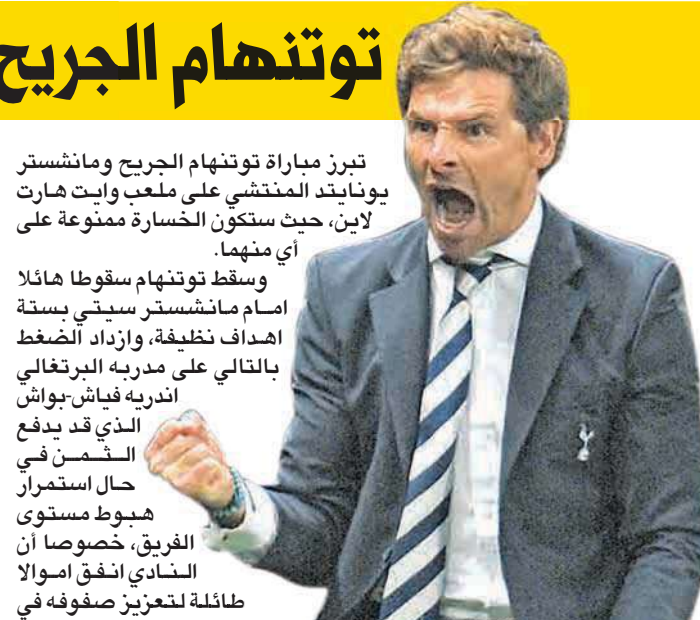 توتنهام الجريح
تبرز مباراة توتنهام الجريح ومانشستر
يونايتد المنتشي على ملعب وايت هارت
لاين، حيث ستكون الخسارة ممنوعة على
أي منهما.
وسقط توتنهام سقوطا هائلا
امام مانشستر سيتي بستة
اهداف نظيفة، وازداد الضغط
بالتالي على مدربه البرتغالي
اندريه فياش-بواش
الذي قد يدفع
الثمن في
حال استمرار
هبوط مستوى
الفريق، خصوصا أن
النادي انفق اموالا
طائلة لتعزيز صفوفه في